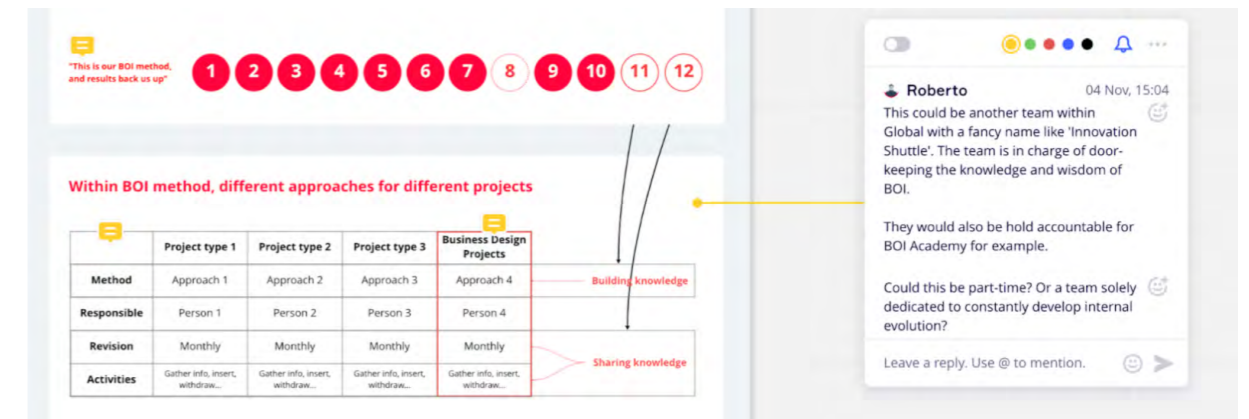 "This is our BOI method,
and results back us up"
1 2 3 4 5 6 7 8 9 10 11 12
Within BOI method, different approaches for different projects
Project type 1 Project type 2 Project type 3 Business Design
Projects
Method Approach 1 Approach 2 Approach 3 Approach 4 Building knowledge
Responsible Person 1 Person 2 Person 3 Person 4
Revision Monthly Monthly Monthly Monthly
Sharing knowledge
Activities Gather info, insert, Gather info, insert, Gather info, insert, Gather info, insert,
withdraw... withdraw... withdraw... withdraw...
Roberto 04 Nov, 15:04
This could be another team within
Global with a fancy name like 'Innovation
Shuttle'. The team is in charge of door-
keeping the knowledge and wisdom of
BOI.
They would also be hold accountable for
BOI Academy for example.
Could this be part-time? Or a team solely
dedicated to constantly develop internal
evolution?
Leave a reply. Use @ to mention.